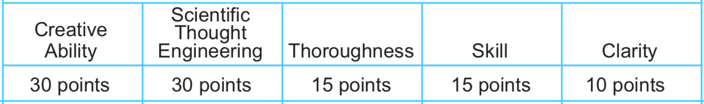 Creative
Ability
Scientific
Thought
Engineering
Thoroughness
Skill
Clarity
30 points
30 points
15 points
15 points
10 points